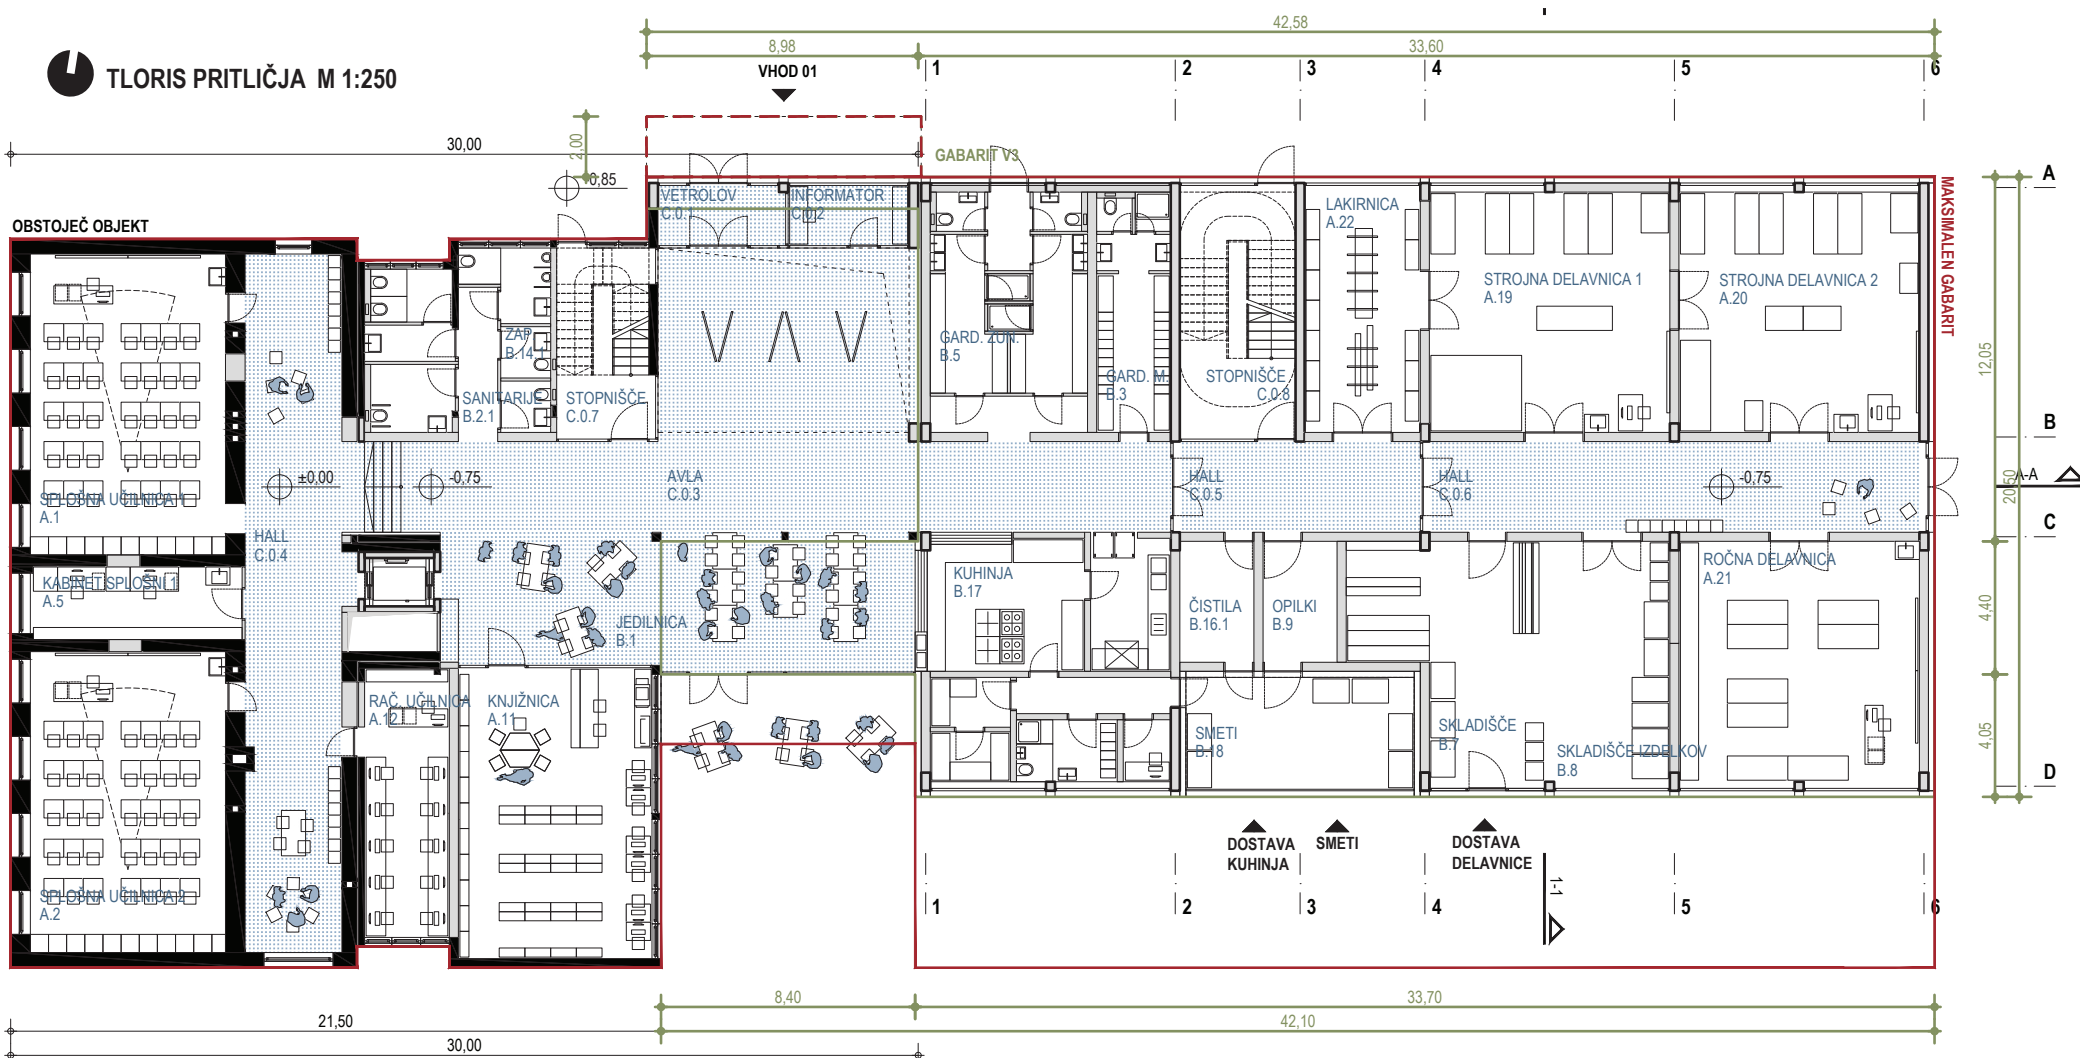 42,58
8,98
33,60
VHOD 01
1
2
3
4
5
6
TLORIS PRITLIČJA M 1:250
30,00
2,00
GABARIT V3
-0,85
A
MAKSIMALEN GABARIT
OBSTOJEČ OBJEKT
VETROLOV
C.0.1
INFORMATOR
C.0.2
LAKIRNICA
A.22
STROJNA DELAVNICA 1
A.19
STROJNA DELAVNICA 2
A.20
ZAP.
B.14.1
GARD. ŽUN.
B.5
GARD. M.
B.3
STOPNIŠČE
C.0.8
SANITARIJE
B.2.1
STOPNIŠČE
C.0.7
12,05
B
±0,00
-0,75
AVLA
C.0.3
HALL
C.0.5
HALL
C.0.6
-0,75
A-A
20,50
C
SPLOŠNA UČILNICA 1
A.1
HALL
C.0.4
KABINET SPLOŠNI 1
A.5
JEDILNICA
B.1
KUHINJA
B.17
ČISTILA
B.16.1
OPILKI
B.9
ROČNA DELAVNICA
A.21
4,40
RAČ. UČILNICA
A.12
KNJIŽNICA
A.11
SMETI
B.18
SKLADIŠČE
B.7
SKLADIŠČE IZDELKOV
B.8
4,05
D
SPLOŠNA UČILNICA 2
A.2
DOSTAVA
KUHINJA
SMETI
DOSTAVA
DELAVNICE
1-1
1
2
3
4
5
6
8,40
33,70
21,50
42,10
30,00